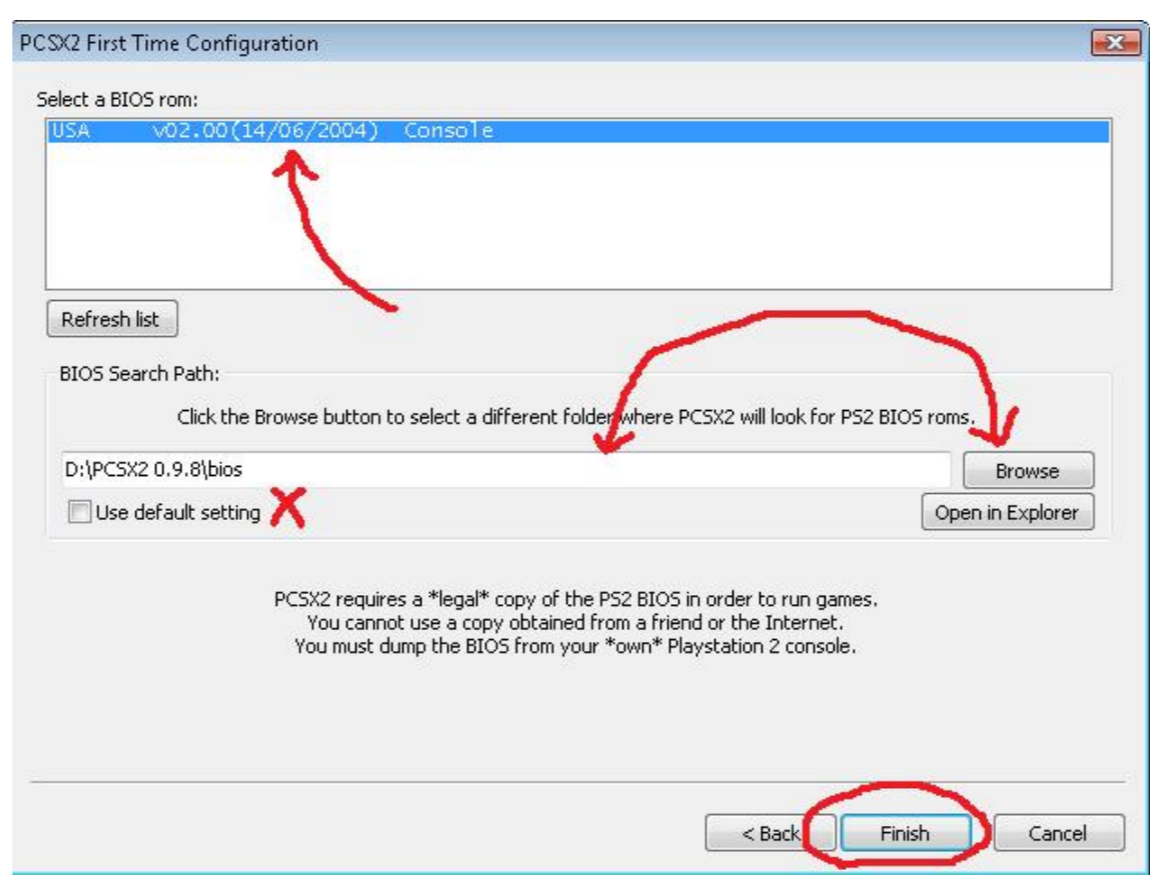 PCSX2 First Time Configuration
Select a BIOS rom:
USA v02.00(14/06/2004) Console
Refresh list
BIOS Search Path:
Click the Browse button to select a different folder where PCSX2 will look for PS2 BIOS roms.
D:\PCSX2 0.9.8\bios
Browse
Use default setting
Open in Explorer
PCSX2 requires a *legal* copy of the PS2 BIOS in order to run games.
You cannot use a copy obtained from a friend or the Internet.
You must dump the BIOS from your *own* Playstation 2 console.
< Back
Finish
Cancel